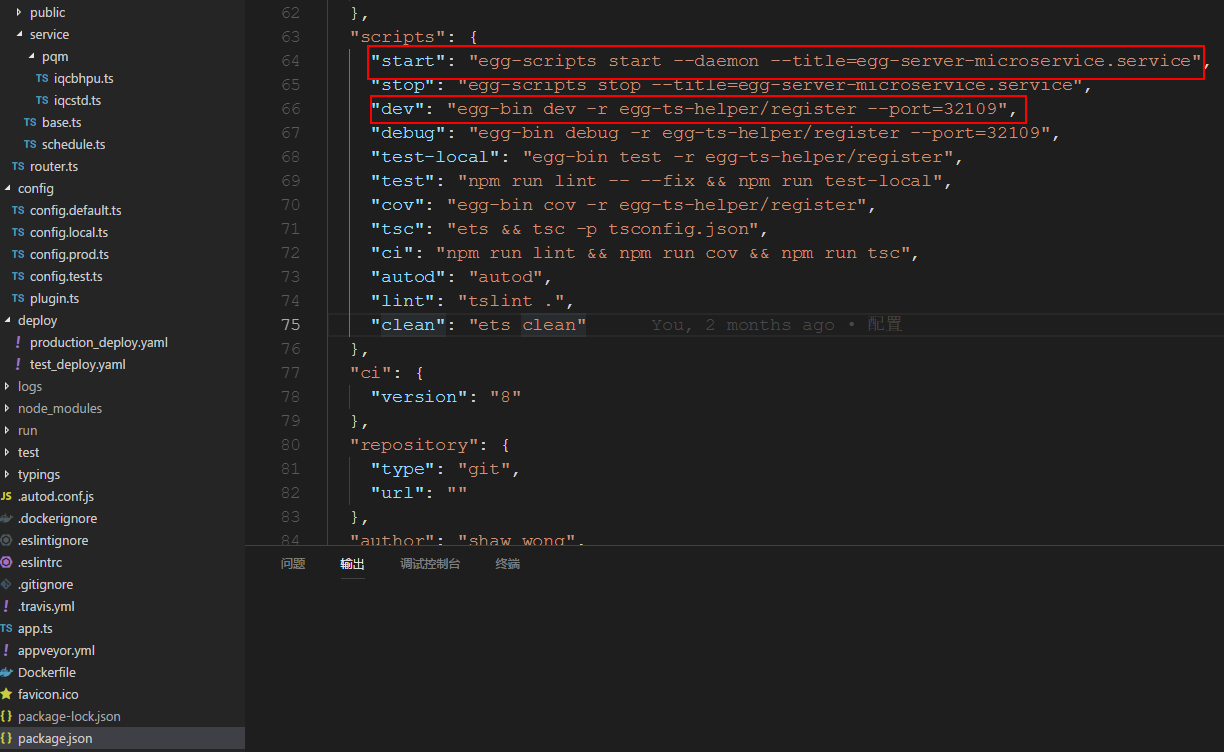 public
service
pqm
TS iqcbhpu.ts
TS iqcstd.ts
TS base.ts
TS schedule.ts
TS router.ts
config
TS config.default.ts
TS config.local.ts
TS config.prod.ts
TS config.test.ts
TS plugin.ts
deploy
! production_deploy.yaml
! test_deploy.yaml
logs
node_modules
run
test
typings
JS .autod.conf.js
.dockerignore
.eslintignore
.eslintrc
.gitignore
! .travis.yml
TS app.ts
! appveyor.yml
Dockerfile
favicon.ico
{} package-lock.json
{} package.json
62 },
63 "scripts": {
64 "start": "egg-scripts start --daemon --title=egg-server-microservice.service",
65 "stop": "egg-scripts stop --title=egg-server-microservice.service",
66 "dev": "egg-bin dev -r egg-ts-helper/register --port=32109",
67 "debug": "egg-bin debug -r egg-ts-helper/register --port=32109",
68 "test-local": "egg-bin test -r egg-ts-helper/register",
69 "test": "npm run lint -- --fix && npm run test-local",
70 "cov": "egg-bin cov -r egg-ts-helper/register",
71 "tsc": "ets && tsc -p tsconfig.json",
72 "ci": "npm run lint && npm run cov && npm run tsc",
73 "autod": "autod",
74 "lint": "tslint .",
75 "clean": "ets clean" You, 2 months ago • 配置
76 },
77 "ci": {
78 "version": "8"
79 },
80 "repository": {
81 "type": "git",
82 "url": ""
83 },
84 "author": "shaw wong",
问题 输出 调试控制台 终端